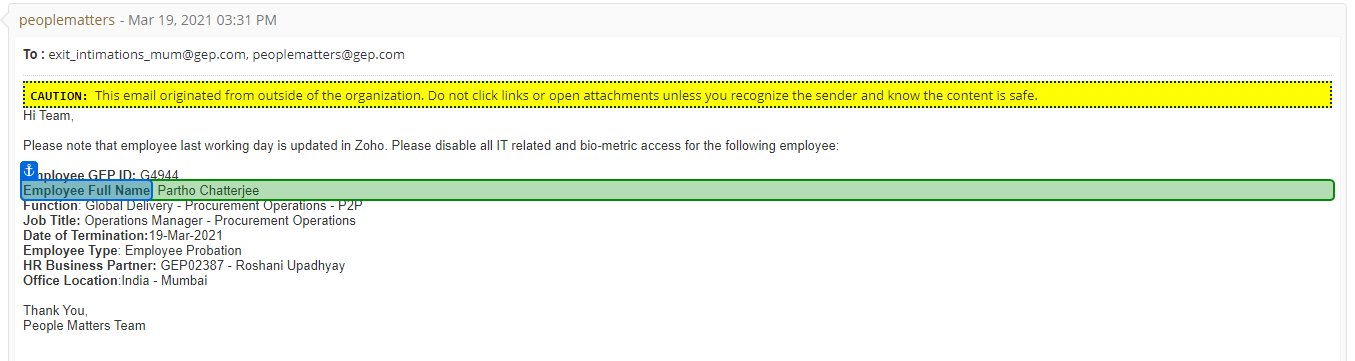 peoplematters - Mar 19, 2021 03:31 PM
To : exit_intimations_mum@gep.com, peoplematters@gep.com
CAUTION: This email originated from outside of the organization. Do not click links or open attachments unless you recognize the sender and know the content is safe.
Hi Team,
Please note that employee last working day is updated in Zoho. Please disable all IT related and bio-metric access for the following employee:
Employee GEP ID: G4944
Employee Full Name: Partho Chatterjee
Function: Global Delivery - Procurement Operations - P2P
Job Title: Operations Manager - Procurement Operations
Date of Termination:19-Mar-2021
Employee Type: Employee Probation
HR Business Partner: GEP02387 - Roshani Upadhyay
Office Location:India - Mumbai
Thank You,
People Matters Team